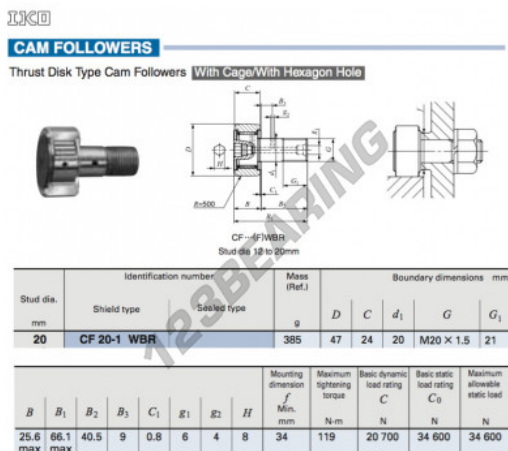 IKO
CAM FOLLOWERS
Thrust Disk Type Cam Followers With Cage/With Hexagon Hole
C
B3
g2
D
H
d1
g1
G
G1
C1
R=500
B
B2
B1
CF···(F)WBR
Stud dia 12 to 20mm
123BEARING
Stud dia. mm Identification number Mass (Ref.) g Boundary dimensions mm
Shield type Sealed type D C d1 G G1
20 CF 20-1 WBR 385 47 24 20 M20 × 1.5 21
B B1 B2 B3 C1 g1 g2 H Mounting dimension f Min. mm Maximum tightening torque N-m Basic dynamic load rating C N Basic static load rating C0 N Maximum allowable static load N
25.6 max 66.1 max 40.5 9 0.8 6 4 8 34 119 20 700 34 600 34 600